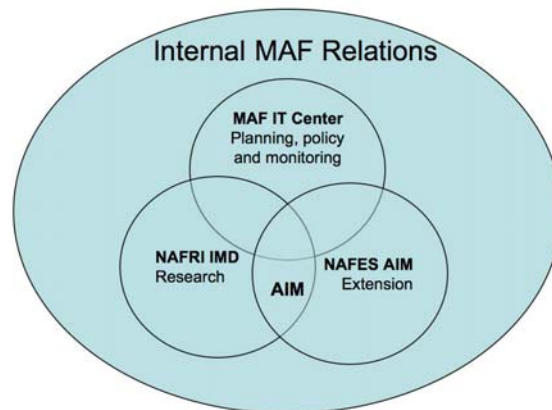 Internal MAF Relations
MAF IT Center
Planning, policy
and monitoring
NAFRI IMD
Research
NAFES AIM
Extension
AIM